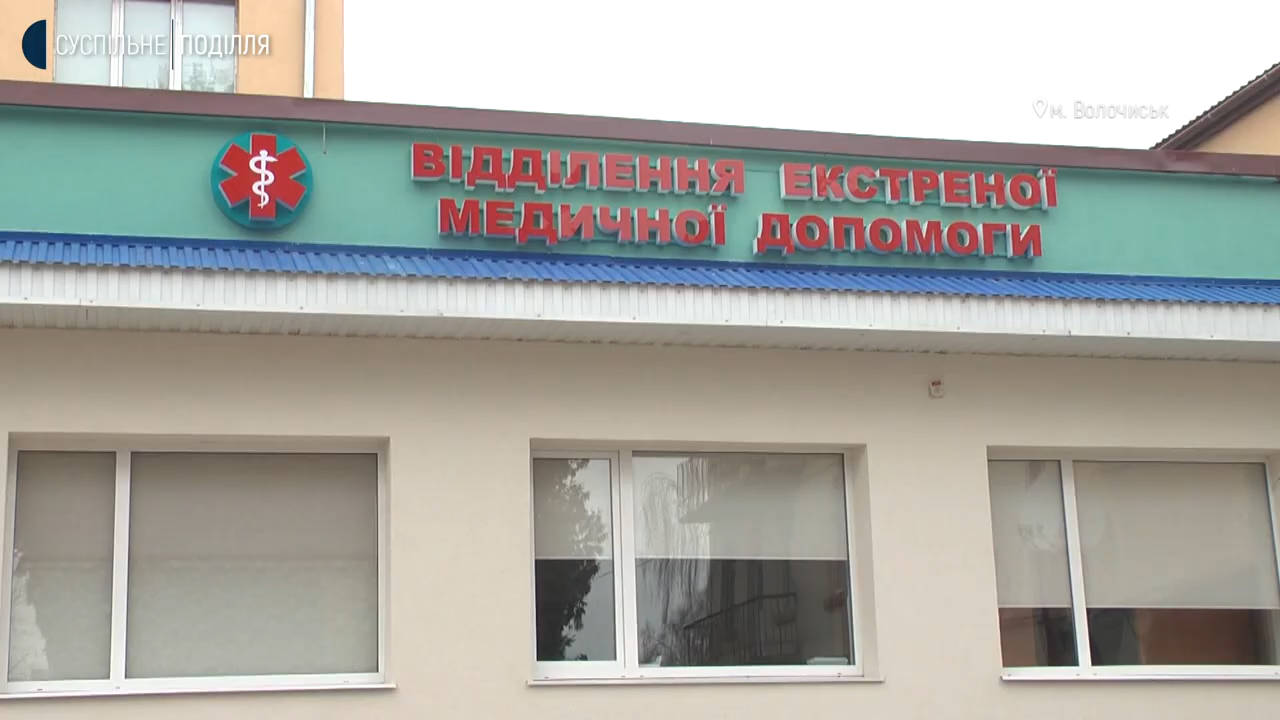 СУСПІЛЬНЕ ПОДІЛЛЯ
м. Волочиськ
ВІДДІЛЕННЯ ЕКСТРЕНОЇ
МЕДИЧНОЇ ДОПОМОГИ